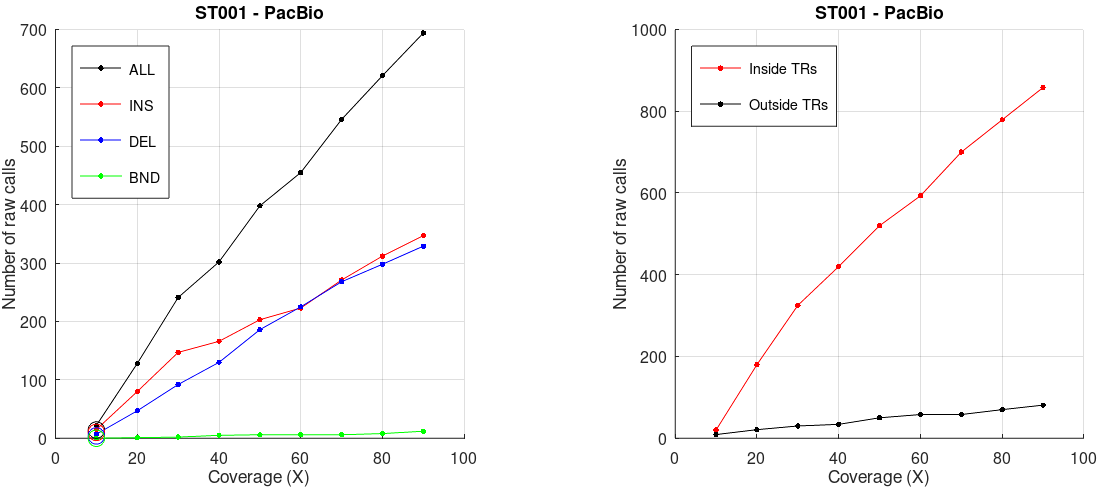 ST001 - PacBio
700
600
500
400
300
200
100
0
Number of raw calls
ALL
INS
DEL
BND
0 20 40 60 80 100
Coverage (X)
ST001 - PacBio
1000
800
600
400
200
0
Number of raw calls
Inside TRs
Outside TRs
0 20 40 60 80 100
Coverage (X)